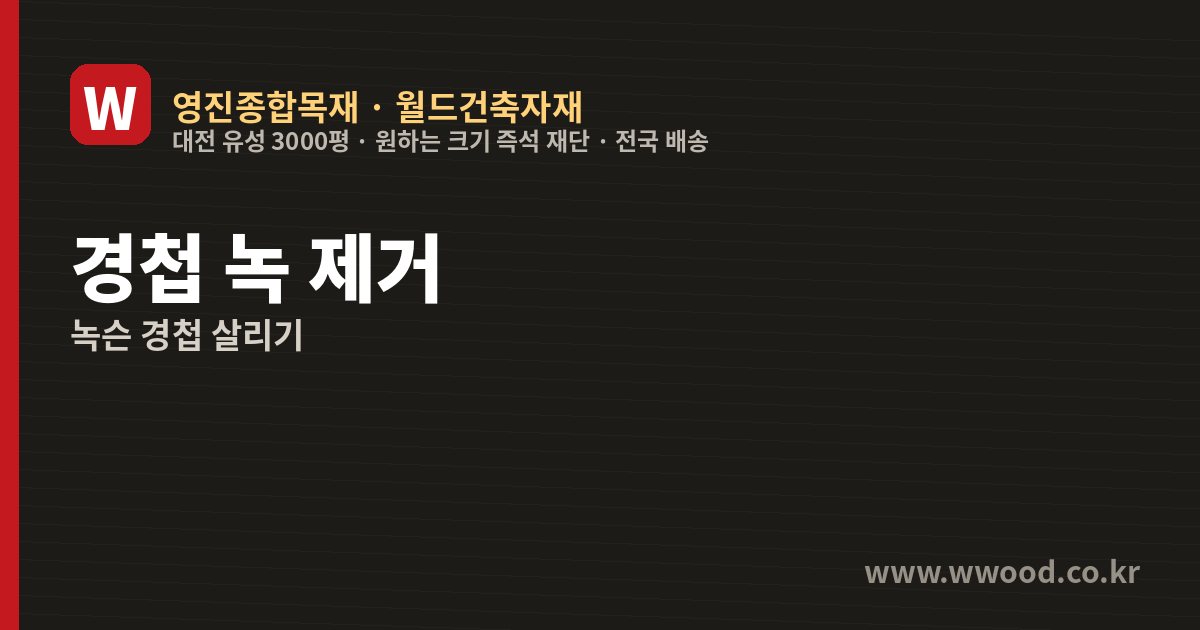 W
영진종합목재 · 월드건축자재
대전 유성 3000평 · 원하는 크기 즉석 재단 · 전국 배송
경첩 녹 제거
녹슨 경첩 살리기
www.wwood.co.kr